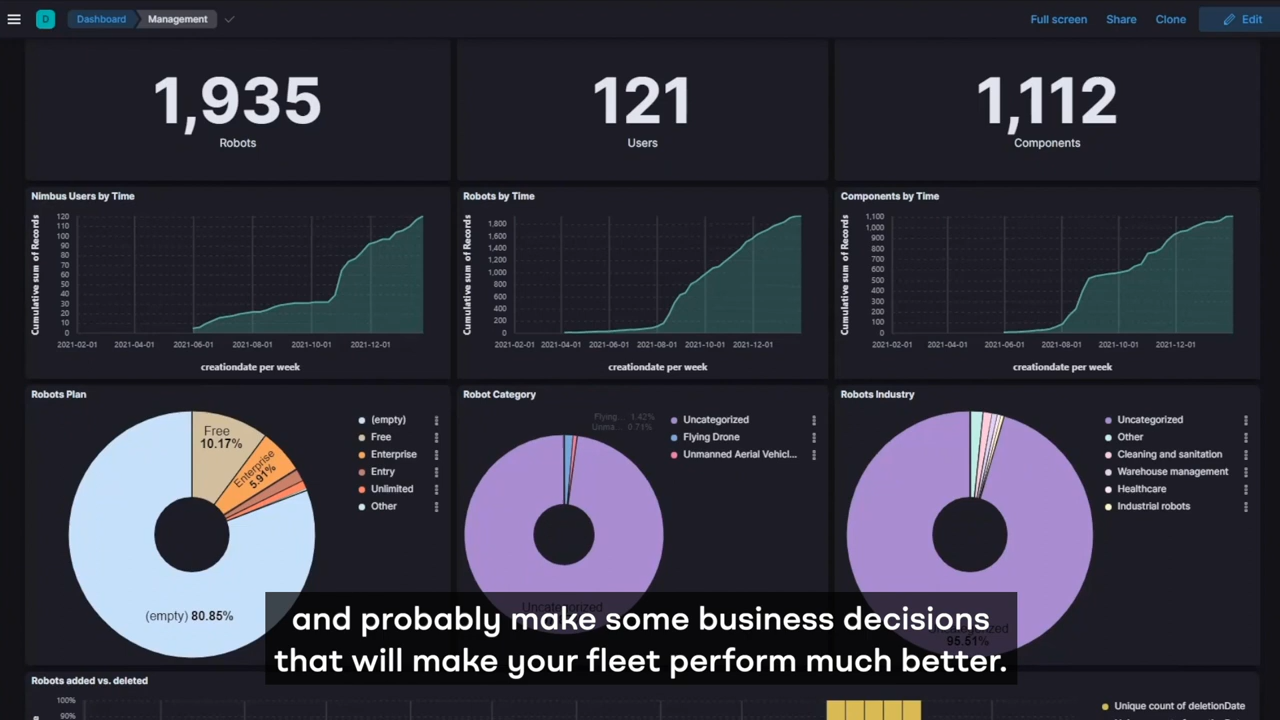 D Dashboard Management Full screen Share Clone Edit
1,935 121 1,112
Robots Users Components
Nimbus Users by Time
Cumulative sum of Records
120
110
100
90
80
70
60
50
40
30
20
10
0
2021-02-01 2021-04-01 2021-06-01 2021-08-01 2021-10-01 2021-12-01
creationdate per week
Robots by Time
Cumulative sum of Records
1,800
1,600
1,400
1,200
1,000
800
600
400
200
0
2021-02-01 2021-04-01 2021-06-01 2021-08-01 2021-10-01 2021-12-01
creationdate per week
Components by Time
Cumulative sum of Records
1,100
1,000
900
800
700
600
500
400
300
200
100
0
2021-02-01 2021-04-01 2021-06-01 2021-08-01 2021-10-01 2021-12-01
creationdate per week
Robots Plan
Free
10.17%
Enterprise
5.91%
(empty) 80.85%
(empty)
Free
Enterprise
Entry
Unlimited
Other
Robot Category
Flying... 1.42%
Unma... 0.71%
Uncategorized
Uncategorized
Flying Drone
Unmanned Aerial Vehicl...
Robots Industry
Uncategorized
95.51%
Uncategorized
Other
Cleaning and sanitation
Warehouse management
Healthcare
Industrial robots
and probably make some business decisions
that will make your fleet perform much better.
Robots added vs. deleted
100%
90%
Unique count of deletionDate